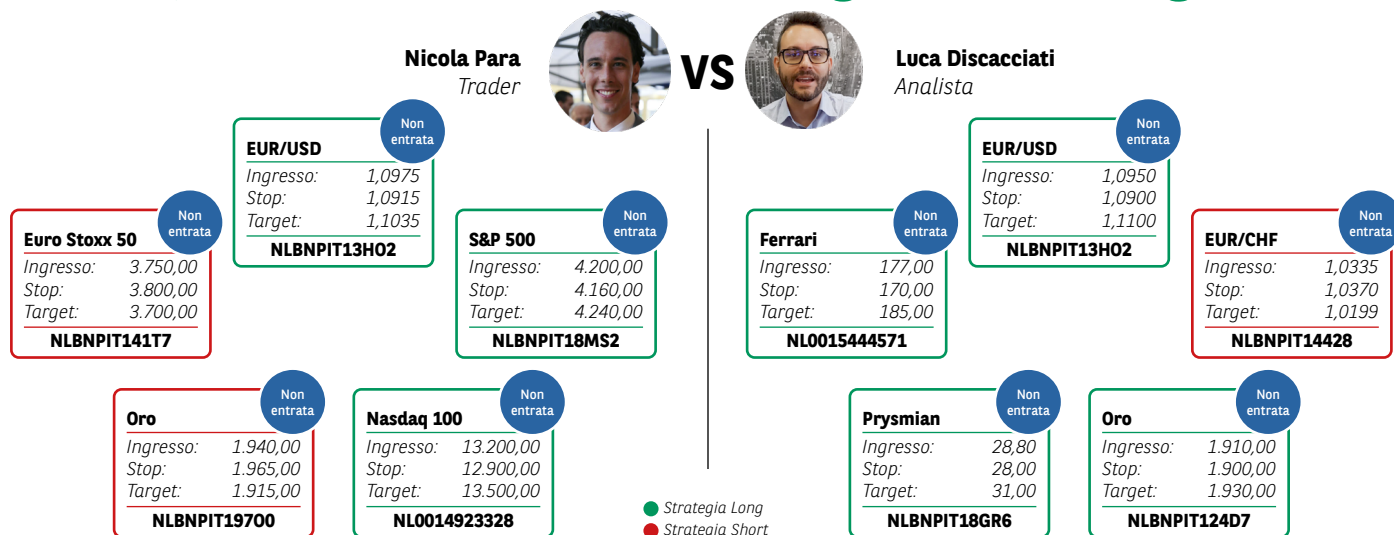 Nicola Para
Trader
VS
Luca Discacciati
Analista
Non
entrata
EUR/USD
Ingresso: 1,0975
Stop: 1,0915
Target: 1,1035
NLBNPIT13HO2
Non
entrata
Euro Stoxx 50
Ingresso: 3.750,00
Stop: 3.800,00
Target: 3.700,00
NLBNPIT141T7
Non
entrata
S&P 500
Ingresso: 4.200,00
Stop: 4.160,00
Target: 4.240,00
NLBNPIT18MS2
Non
entrata
Oro
Ingresso: 1.940,00
Stop: 1.965,00
Target: 1.915,00
NLBNPIT19700
Non
entrata
Nasdaq 100
Ingresso: 13.200,00
Stop: 12.900,00
Target: 13.500,00
NL0014923328
Non
entrata
EUR/USD
Ingresso: 1,0950
Stop: 1,0900
Target: 1,1100
NLBNPIT13HO2
Non
entrata
Ferrari
Ingresso: 177,00
Stop: 170,00
Target: 185,00
NL0015444571
Non
entrata
EUR/CHF
Ingresso: 1,0335
Stop: 1,0370
Target: 1,0199
NLBNPIT14428
Non
entrata
Prysmian
Ingresso: 28,80
Stop: 28,00
Target: 31,00
NLBNPIT18GR6
Non
entrata
Oro
Ingresso: 1.910,00
Stop: 1.900,00
Target: 1.930,00
NLBNPIT124D7
Strategia Long
Strategia Short